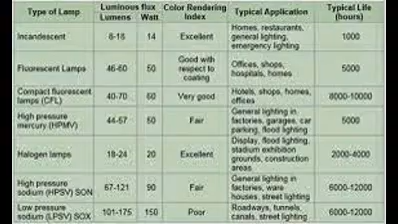 Type of Lamp
Luminous flux
Lumens
Watt
Color Rendering
Index
Typical Application
Typical Life
(hours)
Incandescent
8-18
14
Excellent
Homes, restaurants,
general lighting,
emergency lighting
1000
Fluorescent Lamps
46-60
50
Good with
respect to
coating
Offices, shops,
hospitals, homes
5000
Compact fluorescent
lamps (CFL)
40-70
60
Very good
Hotels, shops, homes,
offices
8000-10000
High pressure
mercury (HPMV)
44-57
50
Fair
General lighting in
factories, garages, car
parking, flood lighting
5000
Halogen lamps
18-24
20
Excellent
Display, flood lighting,
stadium exhibition
grounds, construction
areas
2000-4000
High pressure
sodium (HPSV) SON
67-121
90
Fair
General lighting in
factories, ware
houses, street lighting
6000-12000
Low pressure
sodium (LPSV) SOX
101-175
150
Poor
Roadways, tunnels,
canals, street lighting
6000-12000